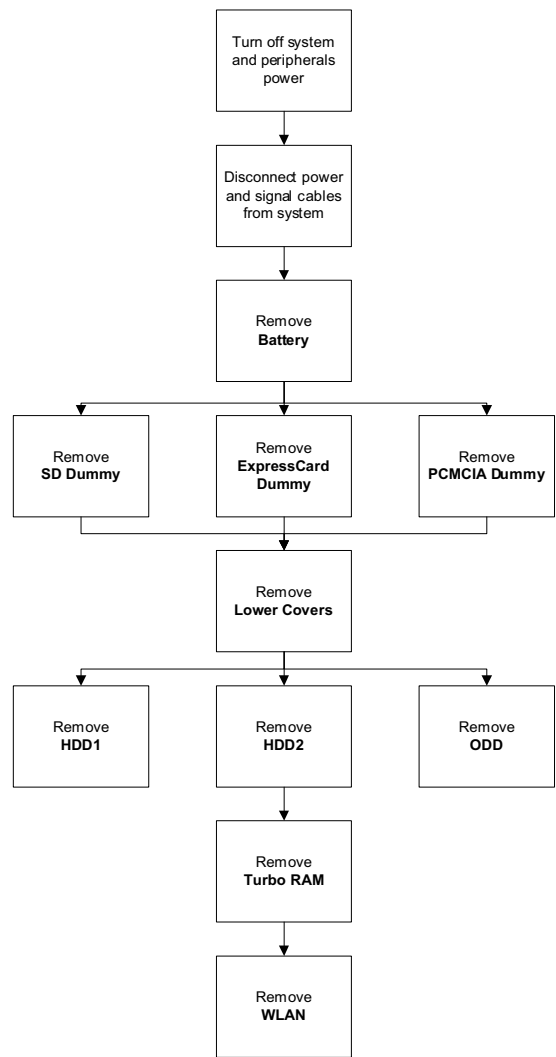 Turn off system
and peripherals
power
Disconnect power
and signal cables
from system
Remove
Battery
Remove
SD Dummy
Remove
ExpressCard
Dummy
Remove
PCMCIA Dummy
Remove
Lower Covers
Remove
HDD1
Remove
HDD2
Remove
ODD
Remove
Turbo RAM
Remove
WLAN